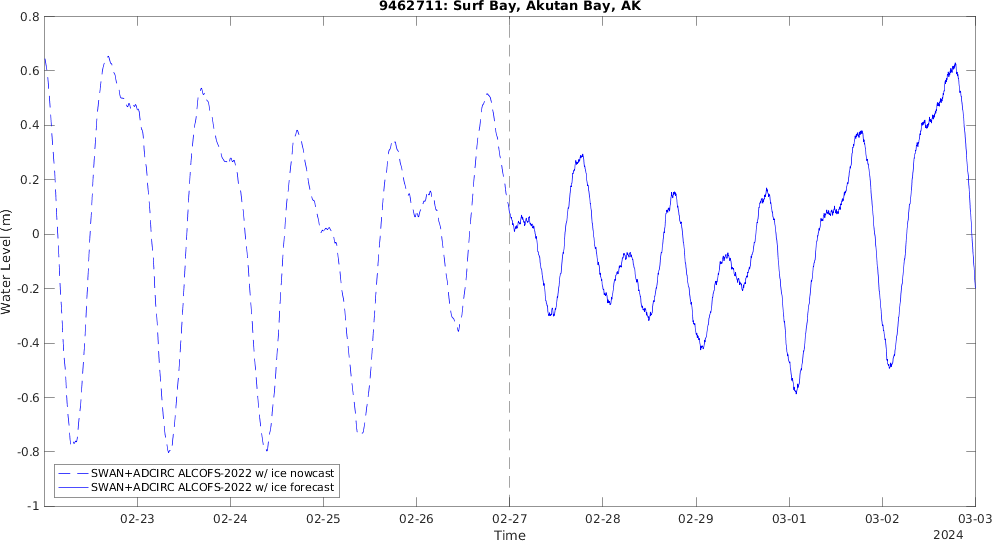 9462711: Surf Bay, Akutan Bay, AK
Water Level (m)
0.8
0.6
0.4
0.2
0
-0.2
-0.4
-0.6
-0.8
-1
SWAN+ADCIRC ALCOFS-2022 w/ ice nowcast
SWAN+ADCIRC ALCOFS-2022 w/ ice forecast
02-23 02-24 02-25 02-26 02-27 02-28 02-29 03-01 03-02 03-03
Time
2024